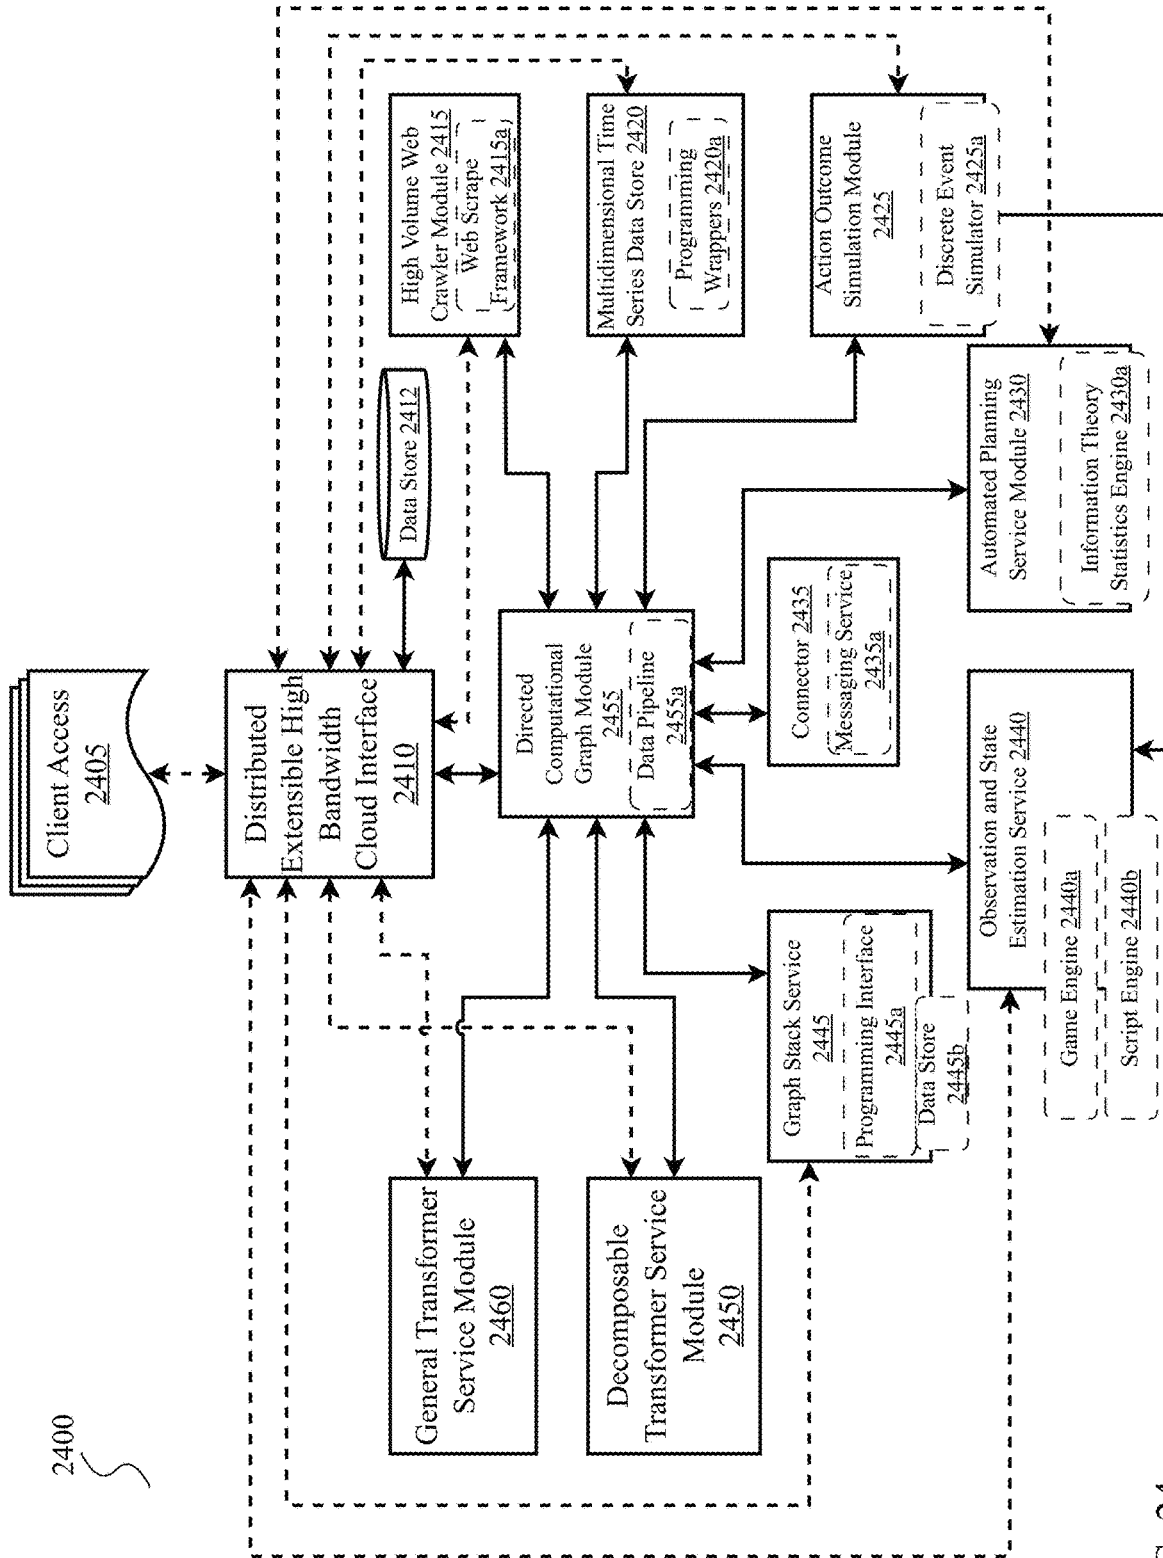 2400
Client Access
2405
Distributed
Extensible High
Bandwidth
Cloud Interface
2410
Data Store 2412
High Volume Web
Crawler Module 2415
Web Scrape
Framework 2415a
General Transformer
Service Module
2460
Directed
Computational
Graph Module
2455
Data Pipeline
2455a
Multidimensional Time
Series Data Store 2420
Programming
Wrappers 2420a
Decomposable
Transformer Service
Module
2450
Graph Stack Service
2445
Programming Interface
2445a
Data Store
2445b
Connector 2435
Messaging Service
2435a
Action Outcome
Simulation Module
2425
Discrete Event
Simulator 2425a
Observation and State
Estimation Service 2440
Game Engine 2440a
Script Engine 2440b
Automated Planning
Service Module 2430
Information Theory
Statistics Engine 2430a